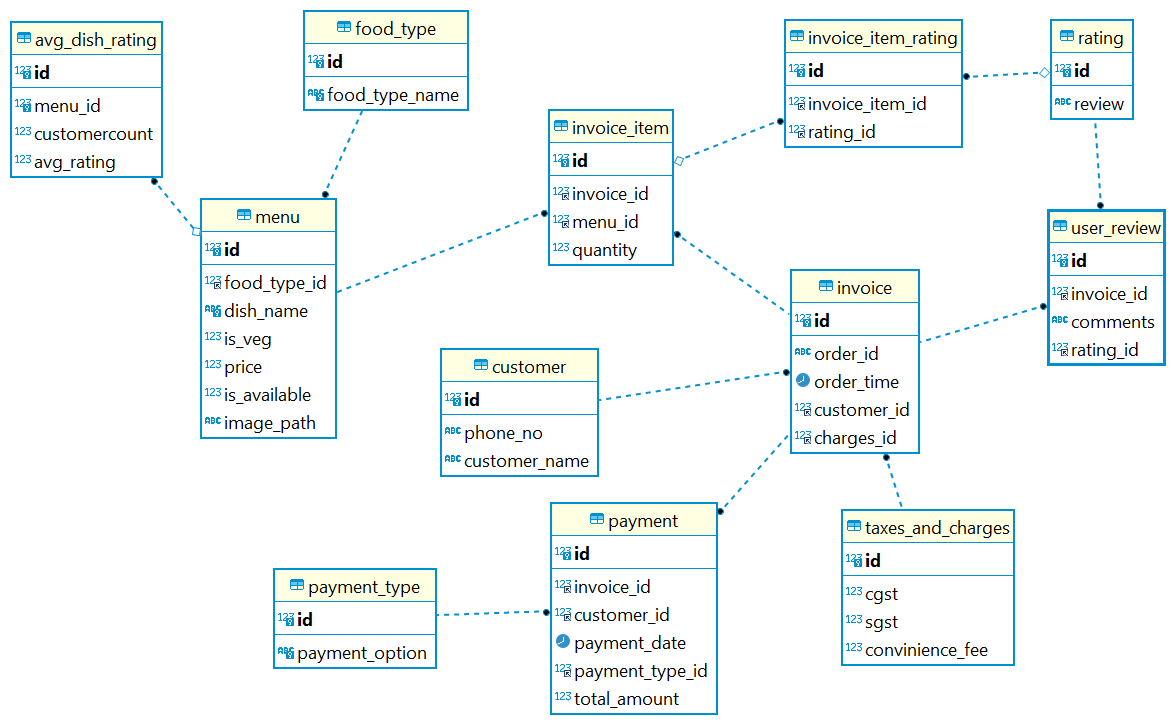 avg_dish_rating
id
menu_id
customercount
avg_rating
food_type
id
food_type_name
invoice_item_rating
id
invoice_item_id
rating_id
rating
id
review
invoice_item
id
invoice_id
menu_id
quantity
menu
id
food_type_id
dish_name
is_veg
price
is_available
image_path
user_review
id
invoice_id
comments
rating_id
invoice
id
order_id
order_time
customer_id
charges_id
customer
id
phone_no
customer_name
payment
id
invoice_id
customer_id
payment_date
payment_type_id
total_amount
taxes_and_charges
id
cgst
sgst
convinience_fee
payment_type
id
payment_option